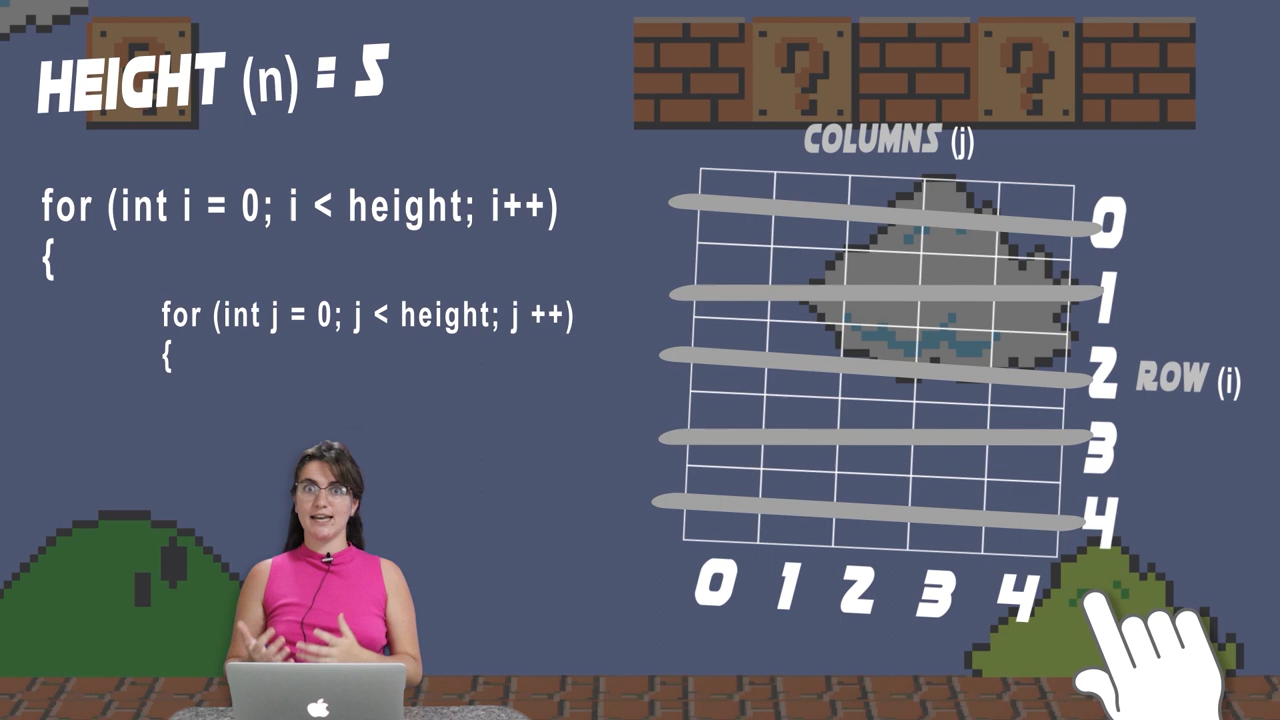 HEIGHT (n) = 5
for (int i = 0; i < height; i++)
{
for (int j = 0; j < height; j ++)
{
? ? ?
COLUMNS (j)
0
1
2 ROW (i)
3
4
0 1 2 3 4